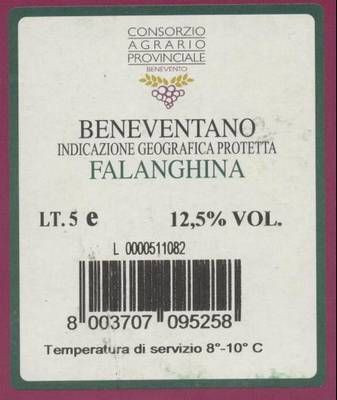 CONSORZIO
AGRARIO
PROVINCIALE
BENEVENTO
BENEVENTANO
INDICAZIONE GEOGRAFICA PROTETTA
FALANGHINA
LT. 5 e 12,5% VOL.
L 0000511082
8 003707 095258
Temperatura di servizio 8°-10° C